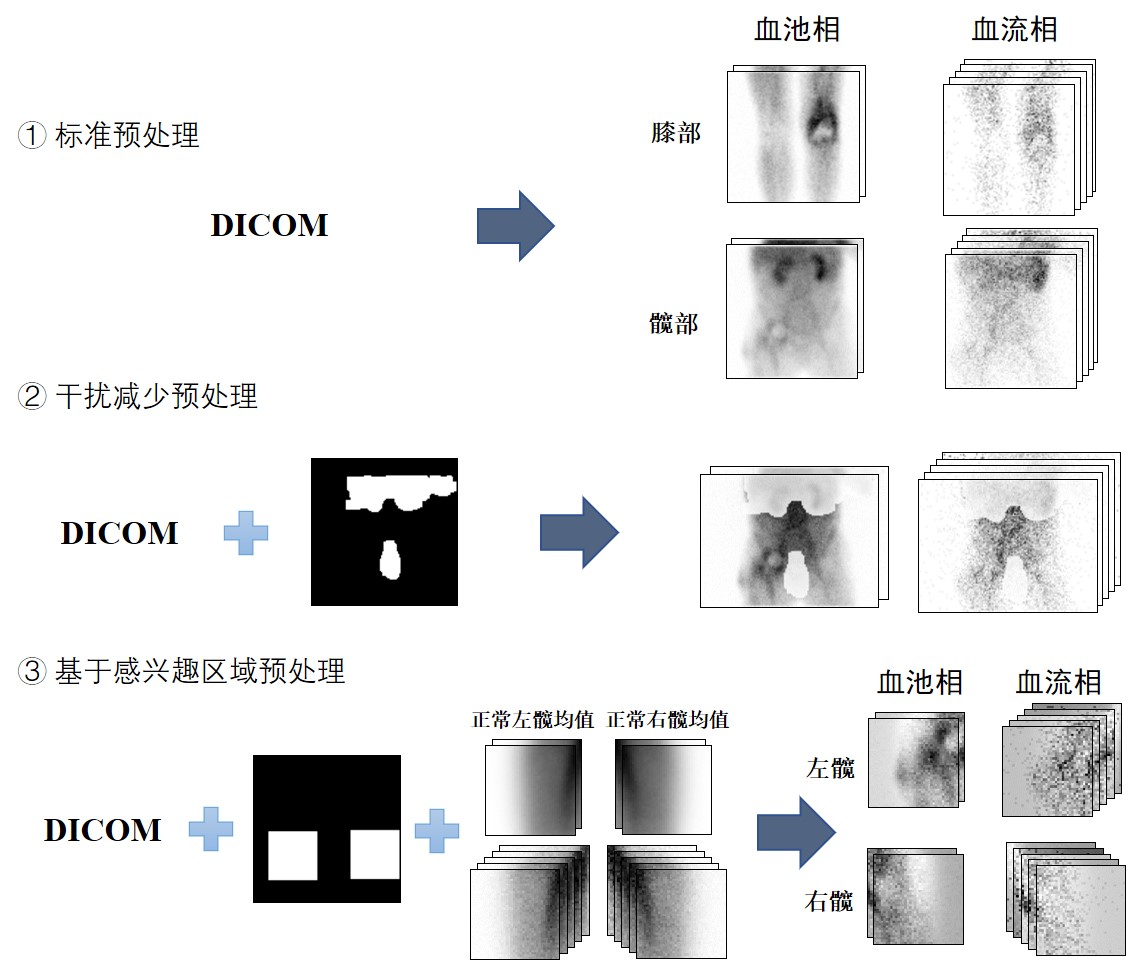 血池相 血流相
① 标准预处理
膝部
DICOM
髋部
② 干扰减少预处理
DICOM
③ 基于感兴趣区域预处理
血池相 血流相
正常左髋均值 正常右髋均值
左髋
DICOM
右髋